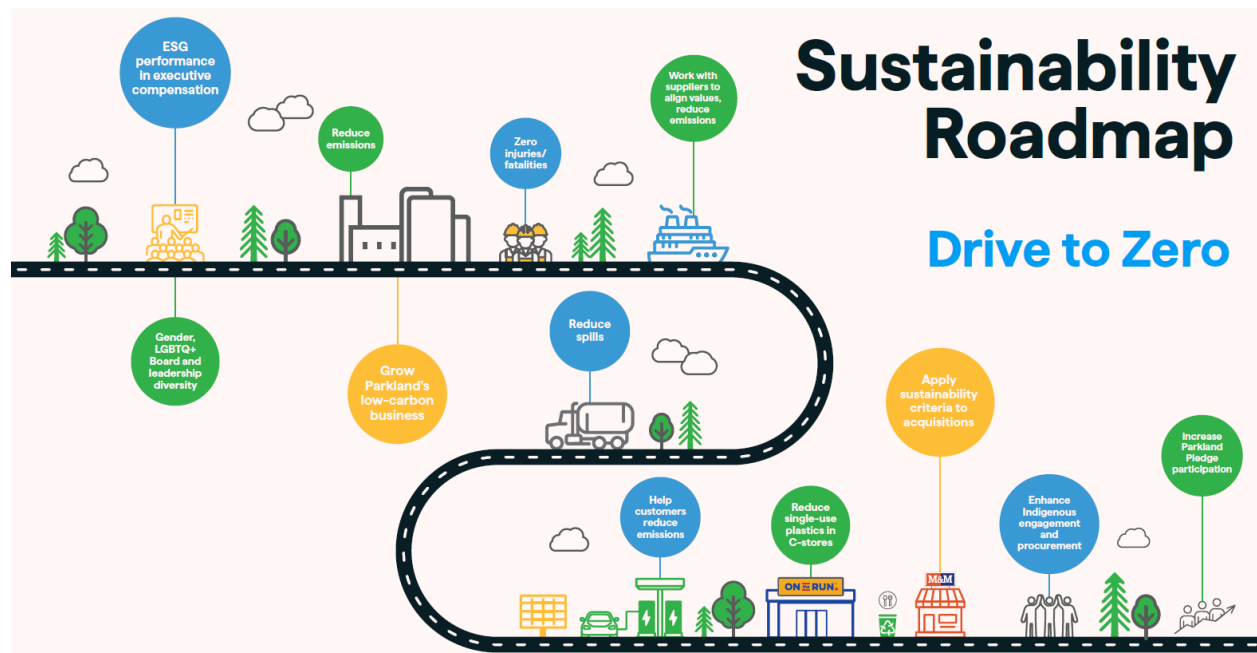 Sustainability
Roadmap
Drive to Zero
ESG
performance
in executive
compensation
Reduce
emissions
Zero
injuries/
fatalities
Work with
suppliers to
align values,
reduce
emissions
Gender,
LGBTQ+
Board and
leadership
diversity
Grow
Parkland's
low-carbon
business
Reduce
spills
Apply
sustainability
criteria to
acquisitions
Increase
Parkland
Pledge
participation
Help
customers
reduce
emissions
Reduce
single-use
plastics in
C-stores
Enhance
Indigenous
engagement
and
procurement
ON THE RUN
M&M